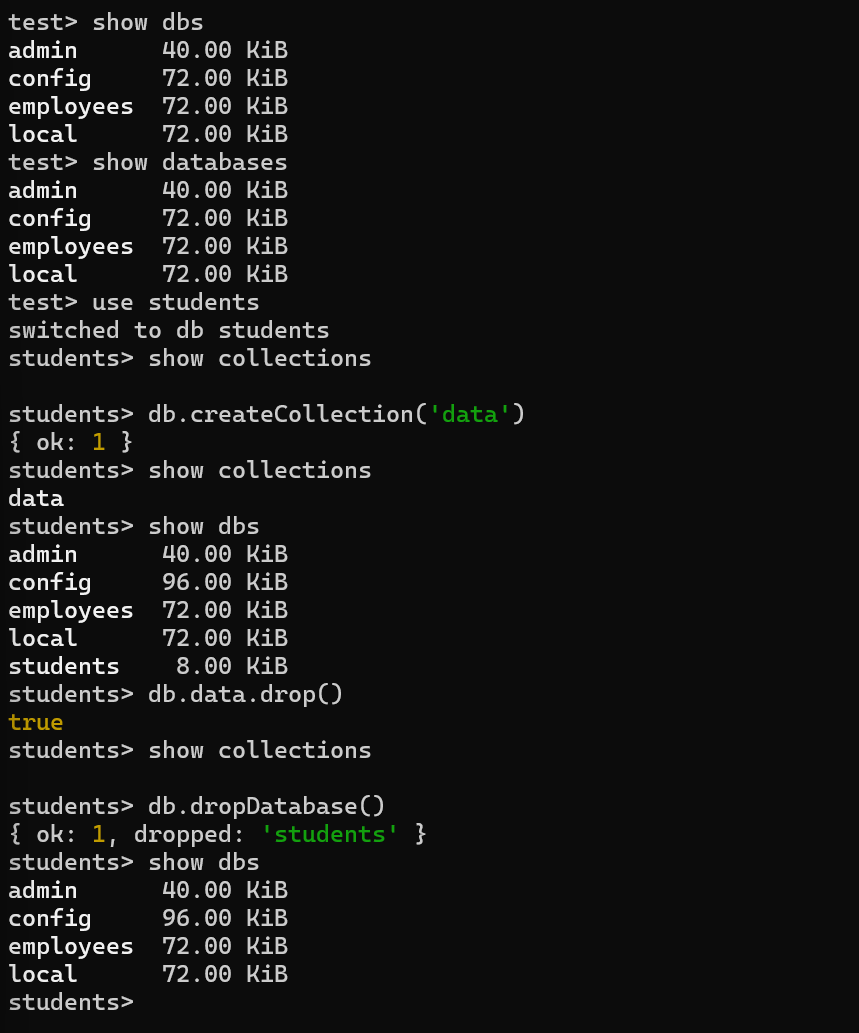 test> show dbs
admin      40.00 KiB
config     72.00 KiB
employees  72.00 KiB
local      72.00 KiB
test> show databases
admin      40.00 KiB
config     72.00 KiB
employees  72.00 KiB
local      72.00 KiB
test> use students
switched to db students
students> show collections

students> db.createCollection('data')
{ ok: 1 }
students> show collections
data
students> show dbs
admin      40.00 KiB
config     96.00 KiB
employees  72.00 KiB
local      72.00 KiB
students    8.00 KiB
students> db.data.drop()
true
students> show collections

students> db.dropDatabase()
{ ok: 1, dropped: 'students' }
students> show dbs
admin      40.00 KiB
config     96.00 KiB
employees  72.00 KiB
local      72.00 KiB
students>